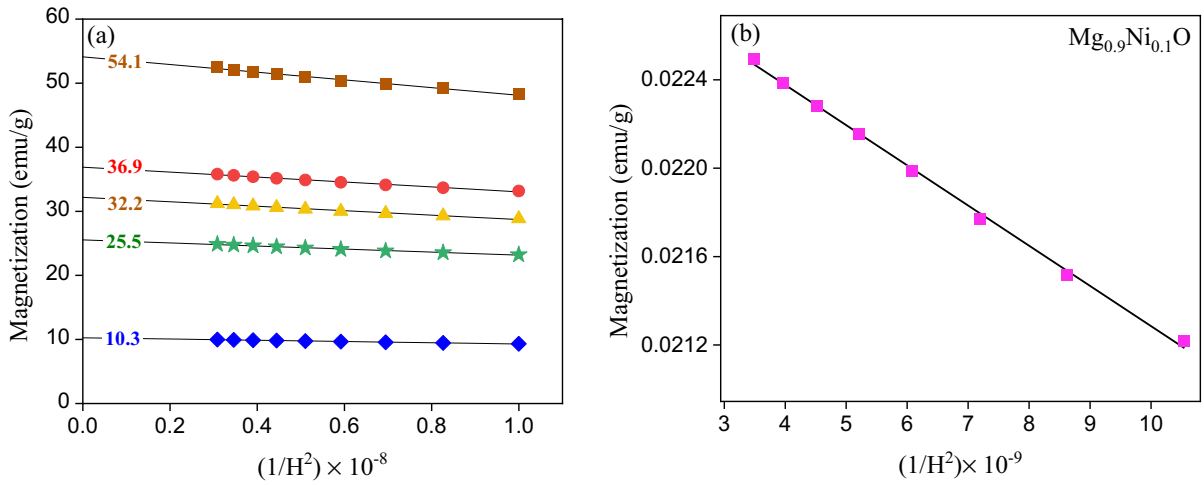 (a)
Magnetization (emu/g)
60
50
40
30
20
10
0
54.1
36.9
32.2
25.5
10.3
0.0 0.2 0.4 0.6 0.8 1.0
(1/H²) × 10⁻⁸
(b)
Mg₀.₉Ni₀.₁O
Magnetization (emu/g)
0.0224
0.0220
0.0216
0.0212
3 4 5 6 7 8 9 10
(1/H²)× 10⁻⁹